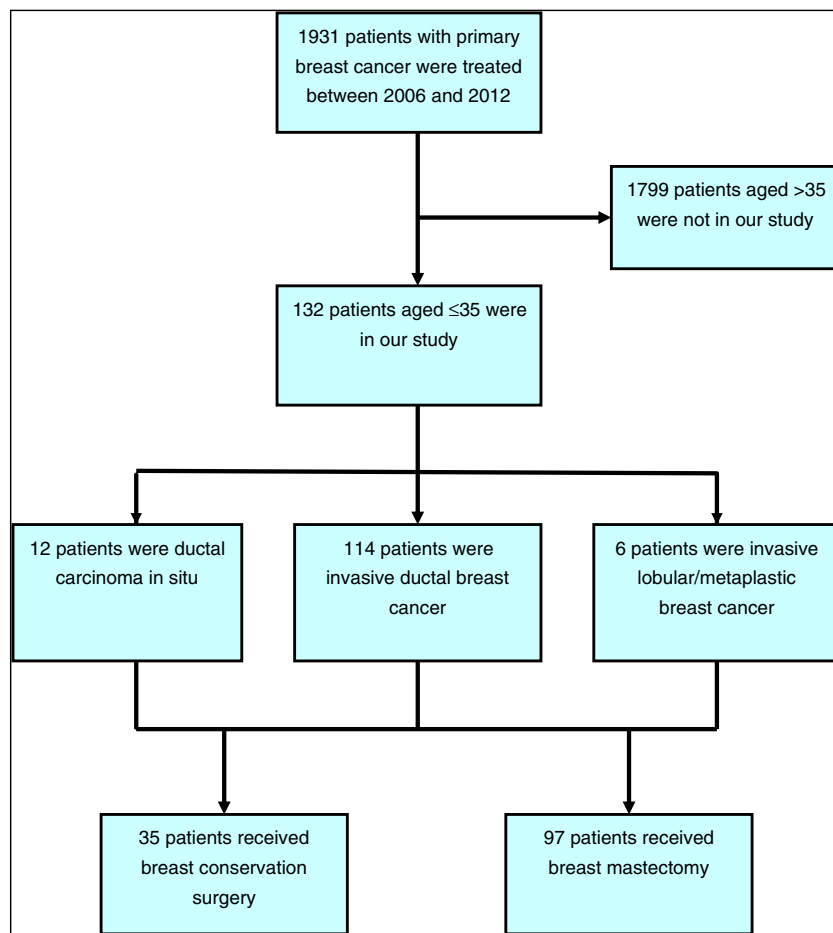 1931 patients with primary
breast cancer were treated
between 2006 and 2012
1799 patients aged >35
were not in our study
132 patients aged ≤35 were
in our study
12 patients were ductal
carcinoma in situ
114 patients were
invasive ductal breast
cancer
6 patients were invasive
lobular/metaplastic
breast cancer
35 patients received
breast conservation
surgery
97 patients received
breast mastectomy